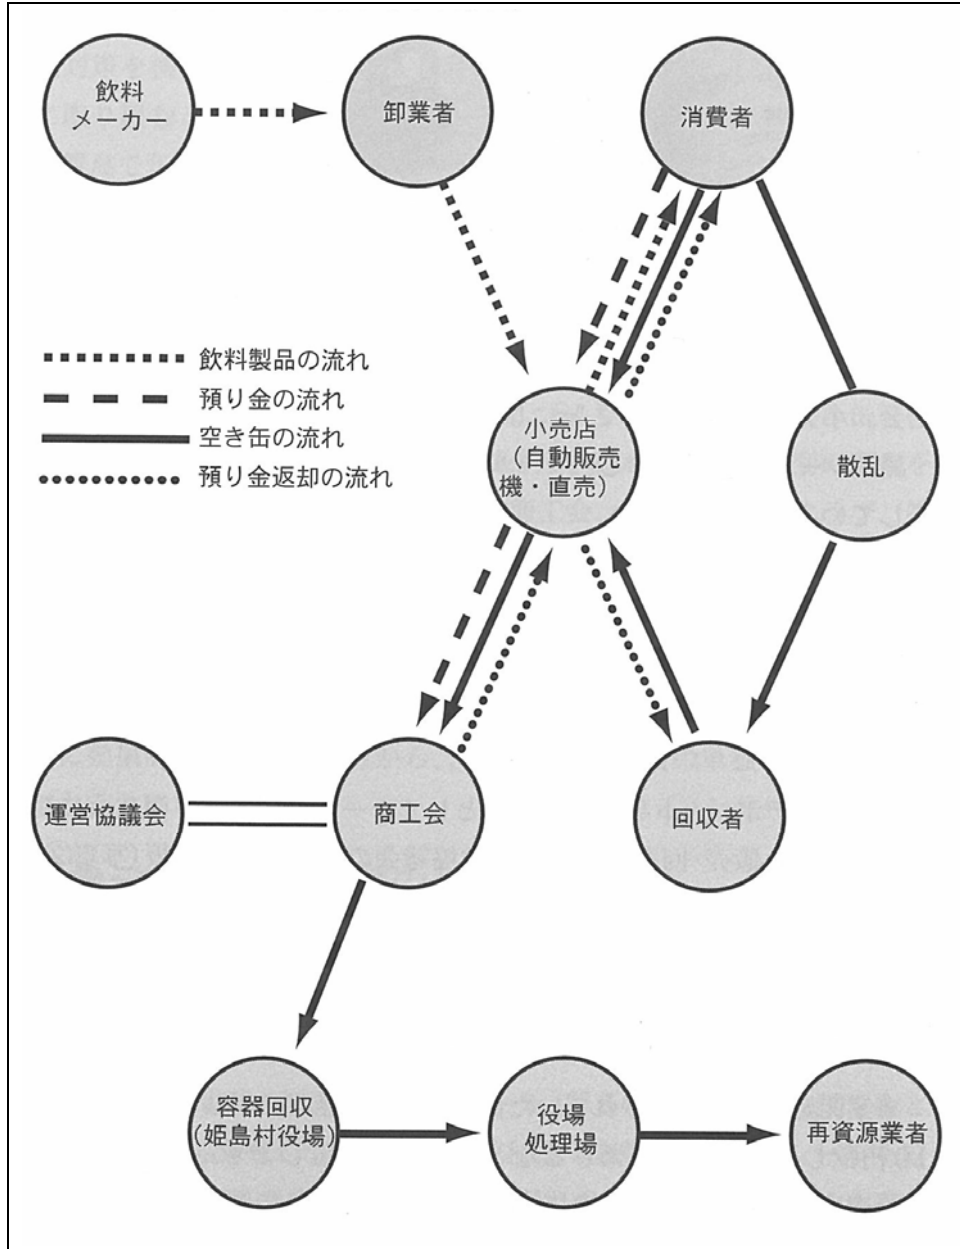 飲料
メーカー
卸業者
消費者
飲料製品の流れ
預り金の流れ
空き缶の流れ
預り金返却の流れ
小売店
(自動販売
機・直売)
散乱
運営協議会
商工会
回収者
容器回収
(姫島村役場)
役場
処理場
再資源業者